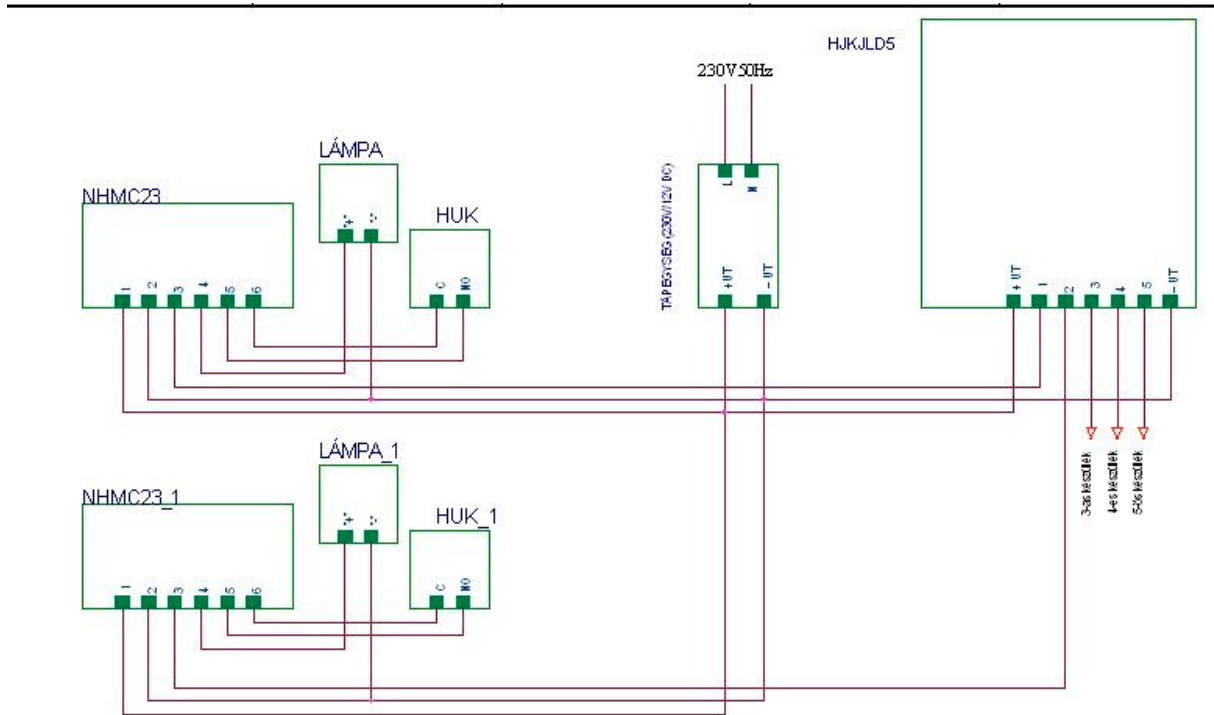 HJKJLD5
230V50Hz
LÁMPA
TÁPEGYSÉG (230V/12V DC)
L
N
NHMC23
HUK
"+"
"-"
1
2
3
4
5
6
C
NO
+UT
-UT
+UT
1
2
3
4
5
-UT
LÁMPA_1
3-as készülék
4-es készülék
5-ös készülék
NHMC23_1
HUK_1
"+"
"-"
1
2
3
4
5
6
C
NO